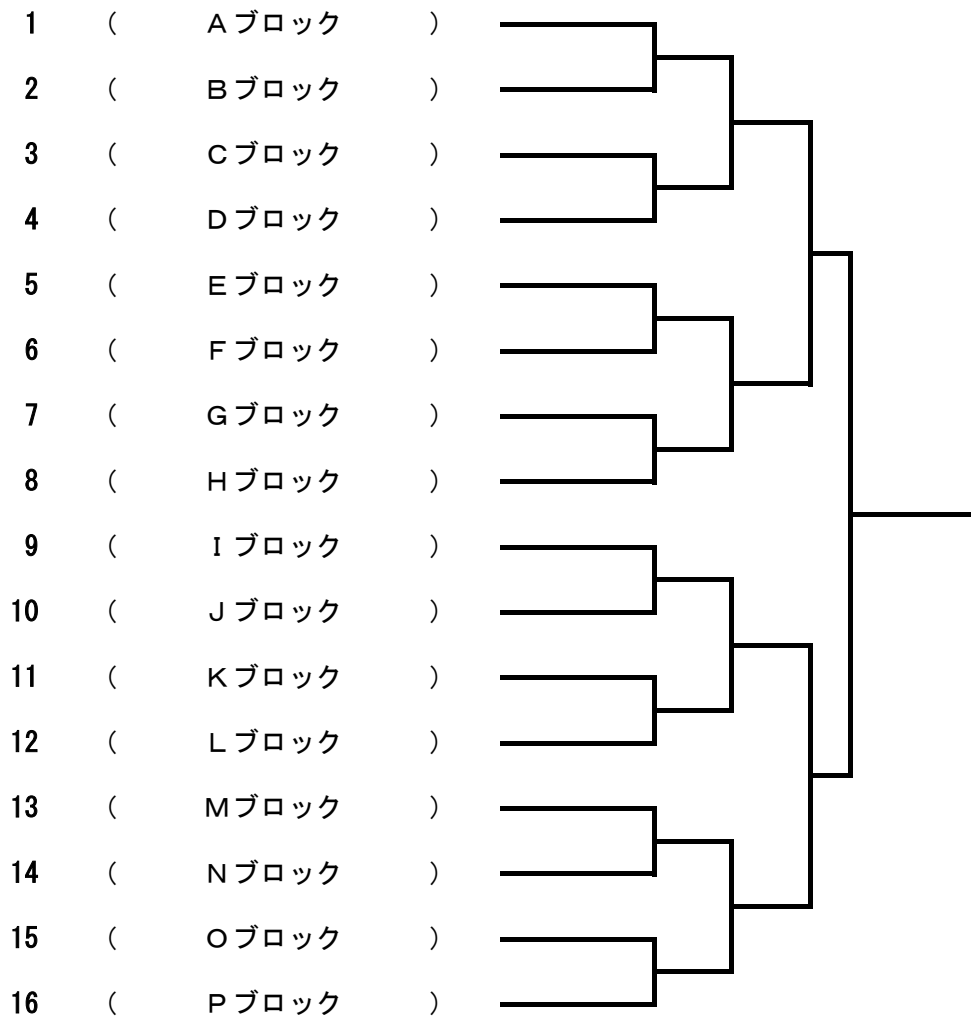 1 ( Ａブロック )
2 ( Ｂブロック )
3 ( Ｃブロック )
4 ( Ｄブロック )
5 ( Ｅブロック )
6 ( Ｆブロック )
7 ( Ｇブロック )
8 ( Ｈブロック )
9 ( Ｉブロック )
10 ( Ｊブロック )
11 ( Ｋブロック )
12 ( Ｌブロック )
13 ( Ｍブロック )
14 ( Ｎブロック )
15 ( Ｏブロック )
16 ( Ｐブロック )